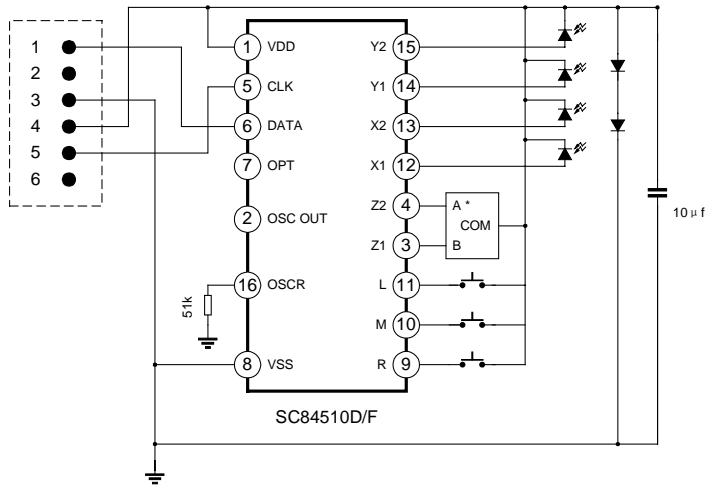 1
2
3
4
5
6
1 VDD
5 CLK
6 DATA
7 OPT
2 OSC OUT
16 OSCR
8 VSS
Y2 15
Y1 14
X2 13
X1 12
Z2 4
Z1 3
L 11
M 10
R 9
A *
COM
B
51k
10 μ f
SC84510D/F